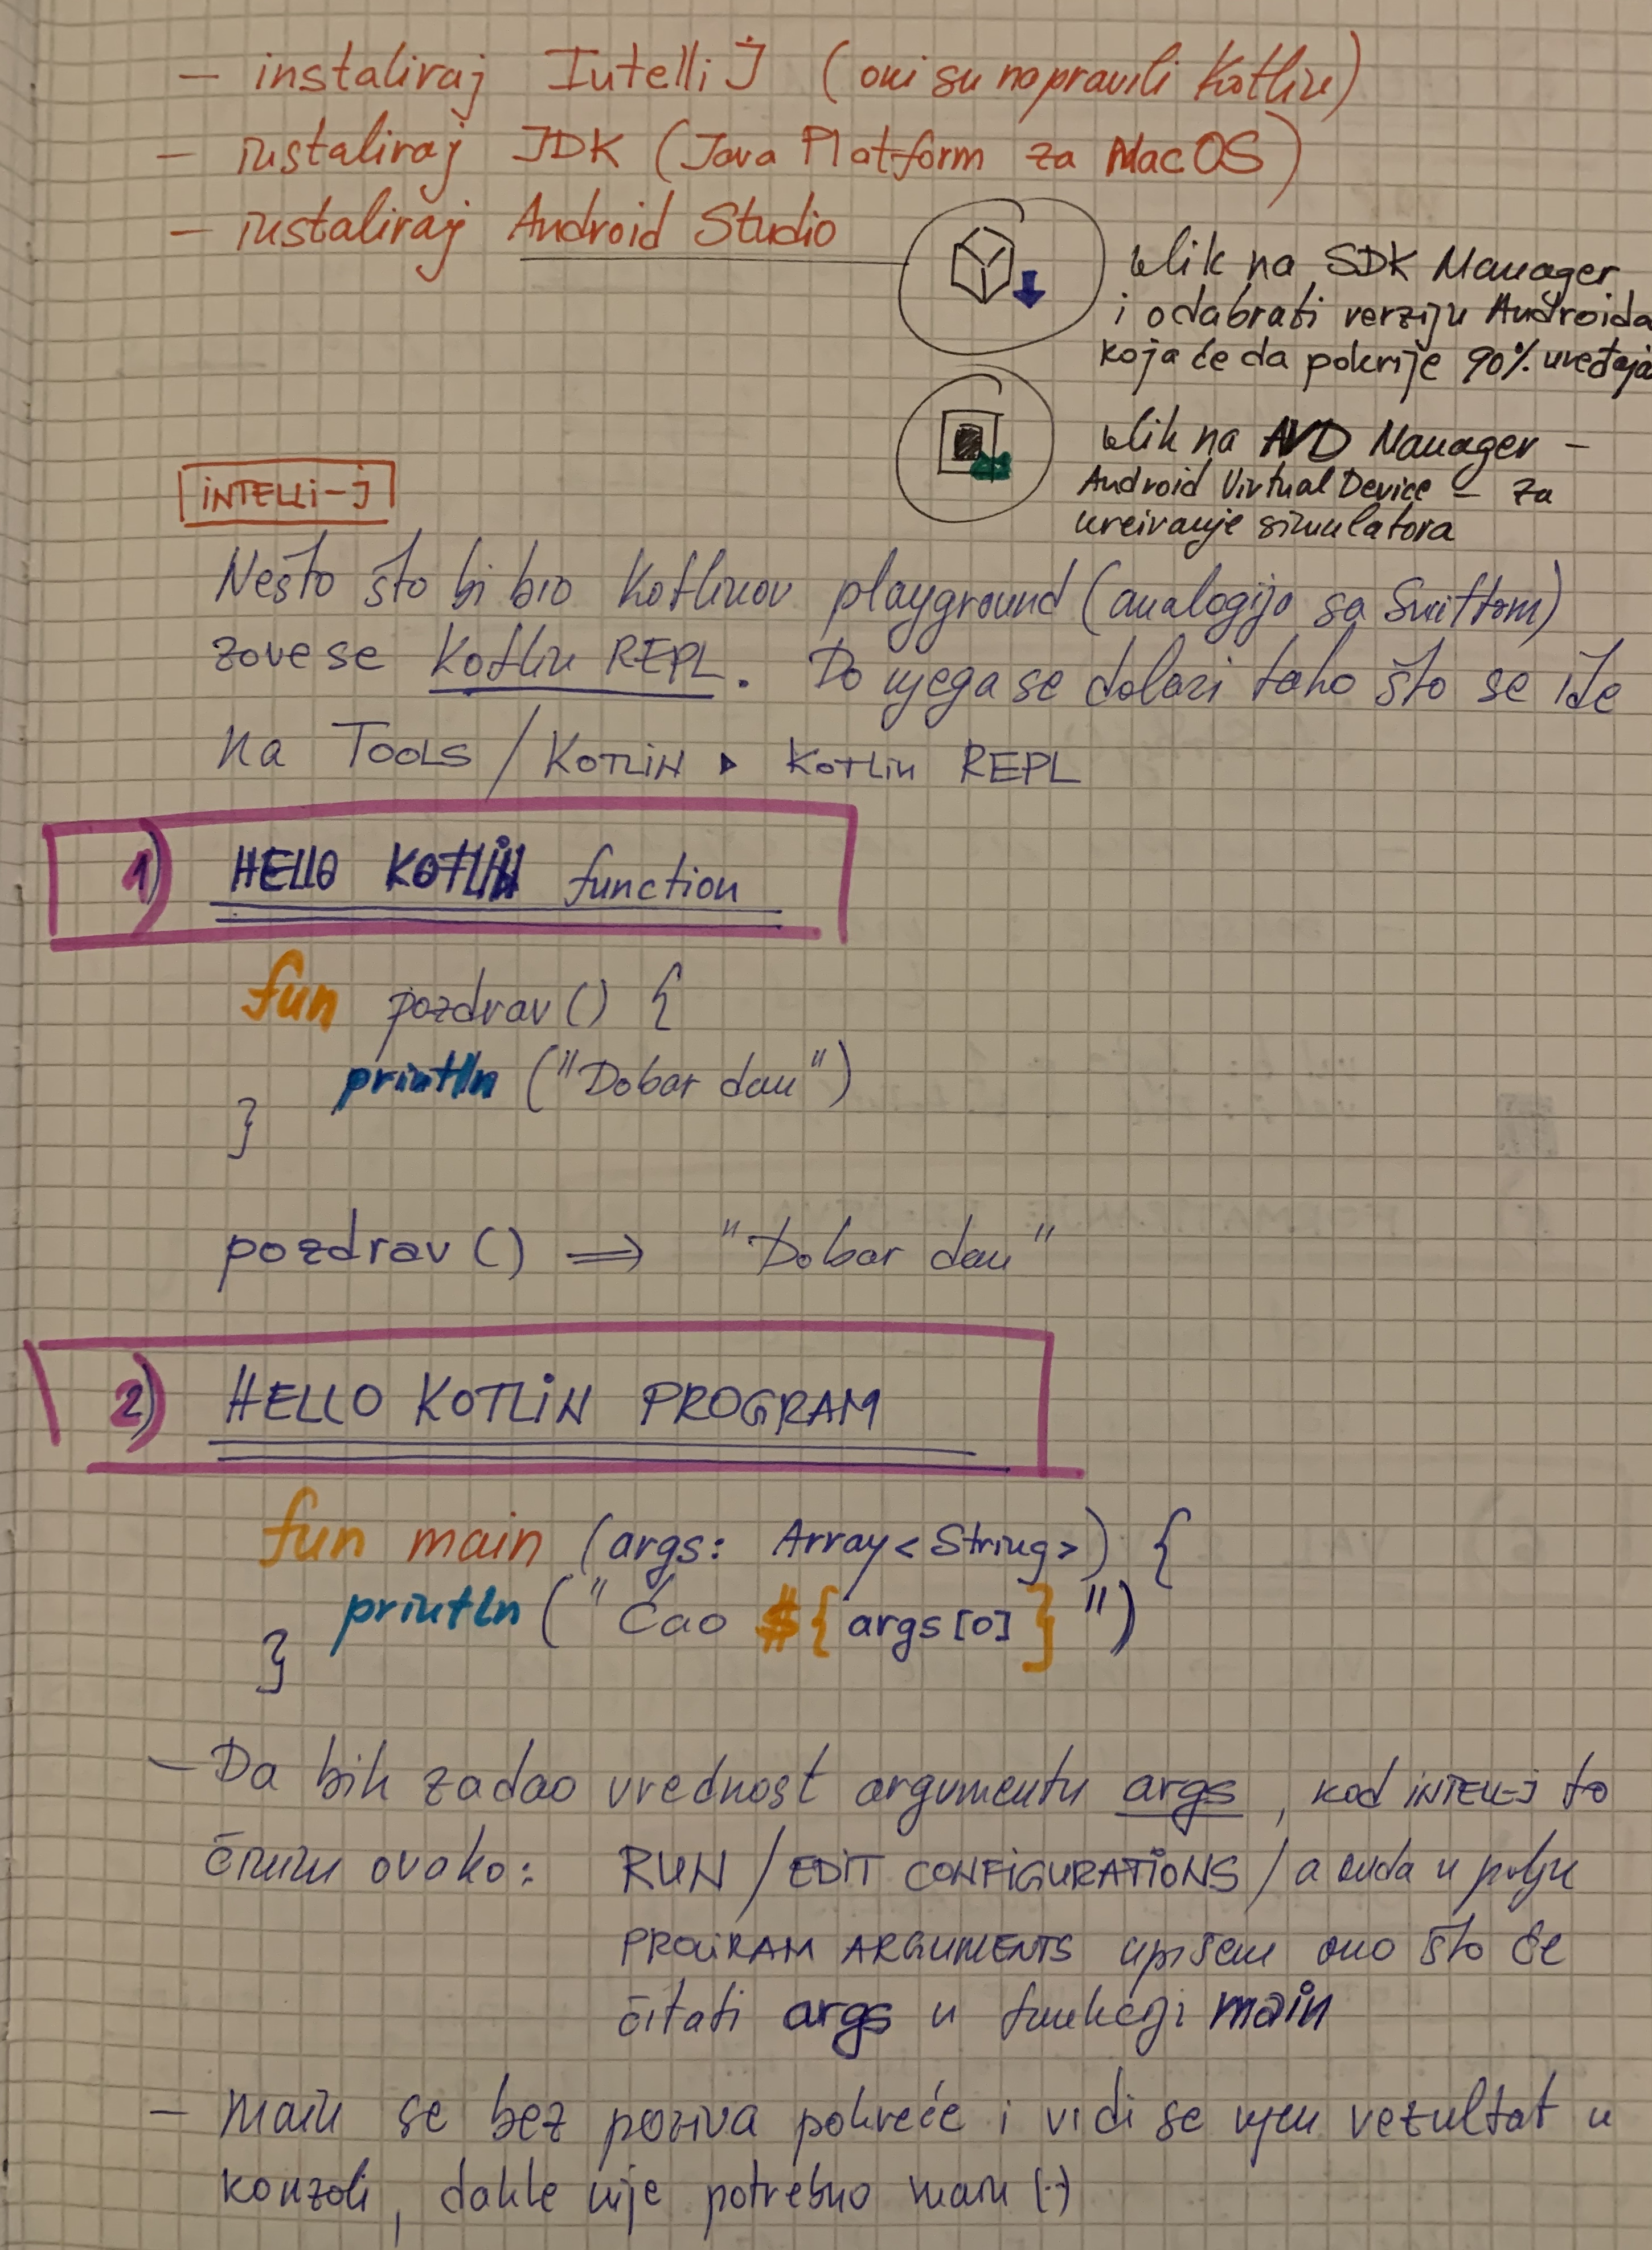 - instaliraj IntelliJ (oni su napravili Kotlin)
- instaliraj JDK (Java Platform za MacOS)
- instaliraj Android Studio
klik na SDK Manager
i odabrati verziju Androida
koja će da pokrije 90% uređaja
klik na AVD Manager -
Android Virtual Device - za
kreiranje simulatora
INTELLI-J
Nešto što bi bio Kotlinov playground (analogijo sa Swiftom)
zove se Kotlin REPL. Do njega se dolazi tako što se ide
na TOOLS / KOTLIN ▸ Kotlin REPL
1) HELLO KOTLIN function
fun pozdrav () {
println ("Dobar dan")
}
pozdrav () ⟹ "Dobar dan"
2) HELLO KOTLIN PROGRAM
fun main (args: Array<String>) {
println ("Ćao ${args[0]}")
}
- Da bih zadao vrednost argumentu args, kod INTELL-J to
činim ovako: RUN / EDIT CONFIGURATIONS / a onda u polju
PROGRAM ARGUMENTS upišem ono što će
čitati args u funkciji main
- main se bez poziva pokreće i vidi se njen rezultat u
konzoli, dakle nije potrebno main (..)